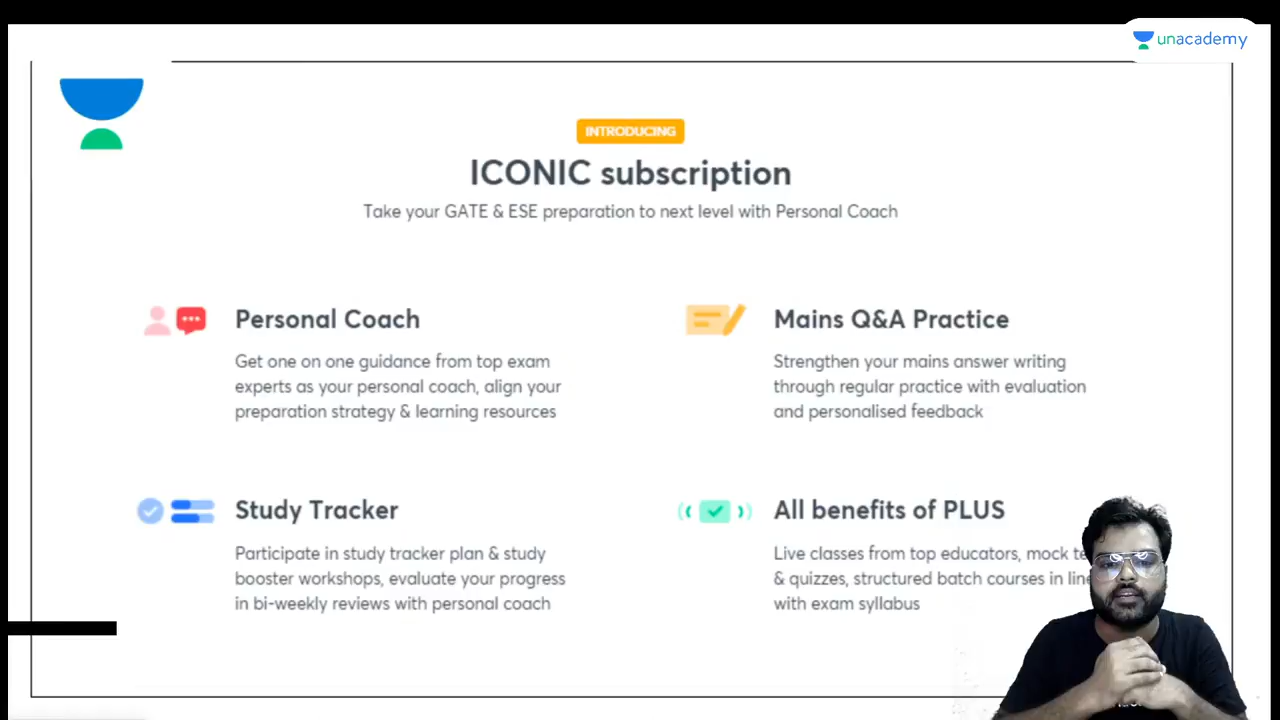 unacademy
INTRODUCING
ICONIC subscription
Take your GATE & ESE preparation to next level with Personal Coach
Personal Coach
Get one on one guidance from top exam
experts as your personal coach, align your
preparation strategy & learning resources
Mains Q&A Practice
Strengthen your mains answer writing
through regular practice with evaluation
and personalised feedback
Study Tracker
Participate in study tracker plan & study
booster workshops, evaluate your progress
in bi-weekly reviews with personal coach
All benefits of PLUS
Live classes from top educators, mock
& quizzes, structured batch courses in line
with exam syllabus